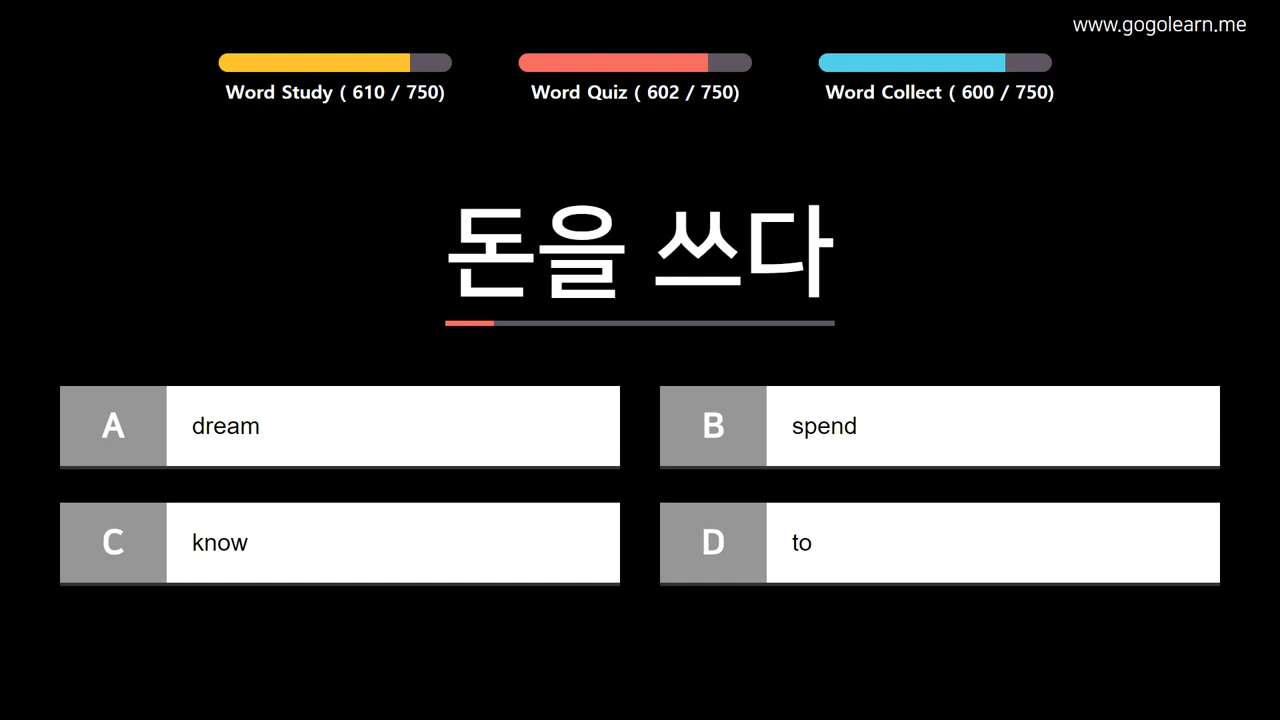 www.gogolearn.me
Word Study ( 610 / 750)
Word Quiz ( 602 / 750)
Word Collect ( 600 / 750)
돈을 쓰다
A dream
B spend
C know
D to